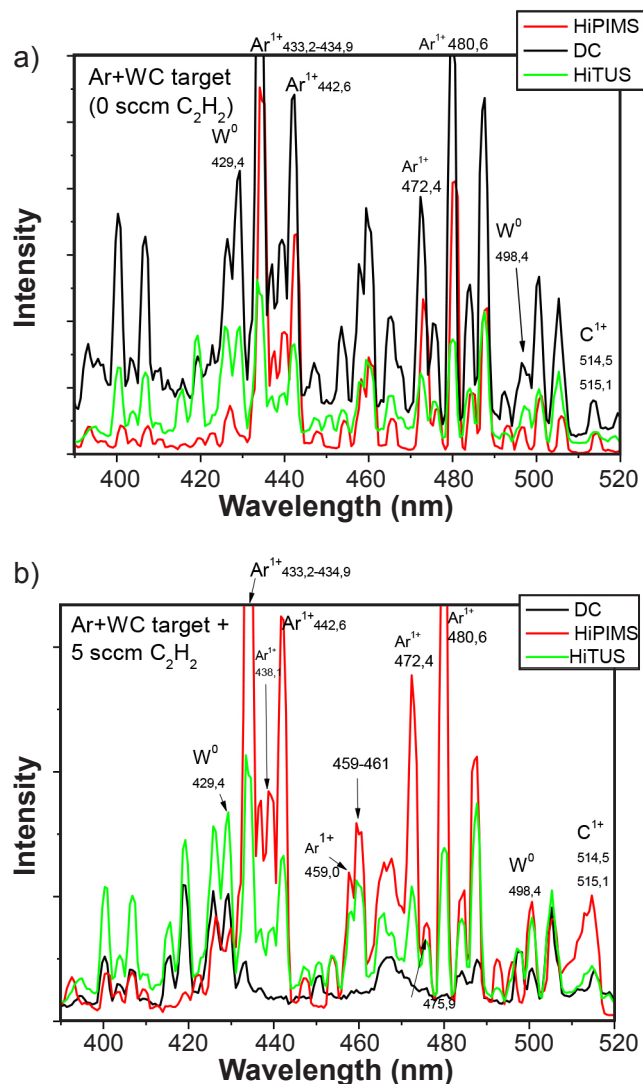 a)
Ar+WC target
(0 sccm C₂H₂)
Ar¹⁺ 433,2-434,9
Ar¹⁺ 442,6
W⁰
429,4
Ar¹⁺ 480,6
Ar¹⁺
472,4
W⁰
498,4
C¹⁺
514,5
515,1
HiPIMS
DC
HiTUS
Intensity
400 420 440 460 480 500 520
Wavelength (nm)
b)
Ar+WC target +
5 sccm C₂H₂
Ar¹⁺ 433,2-434,9
Ar¹⁺ 442,6
Ar¹⁺
438,1
W⁰
429,4
459-461
Ar¹⁺
459,0
Ar¹⁺
472,4
Ar¹⁺
480,6
475,9
W⁰
498,4
C¹⁺
514,5
515,1
DC
HiPIMS
HiTUS
Intensity
400 420 440 460 480 500 520
Wavelength (nm)